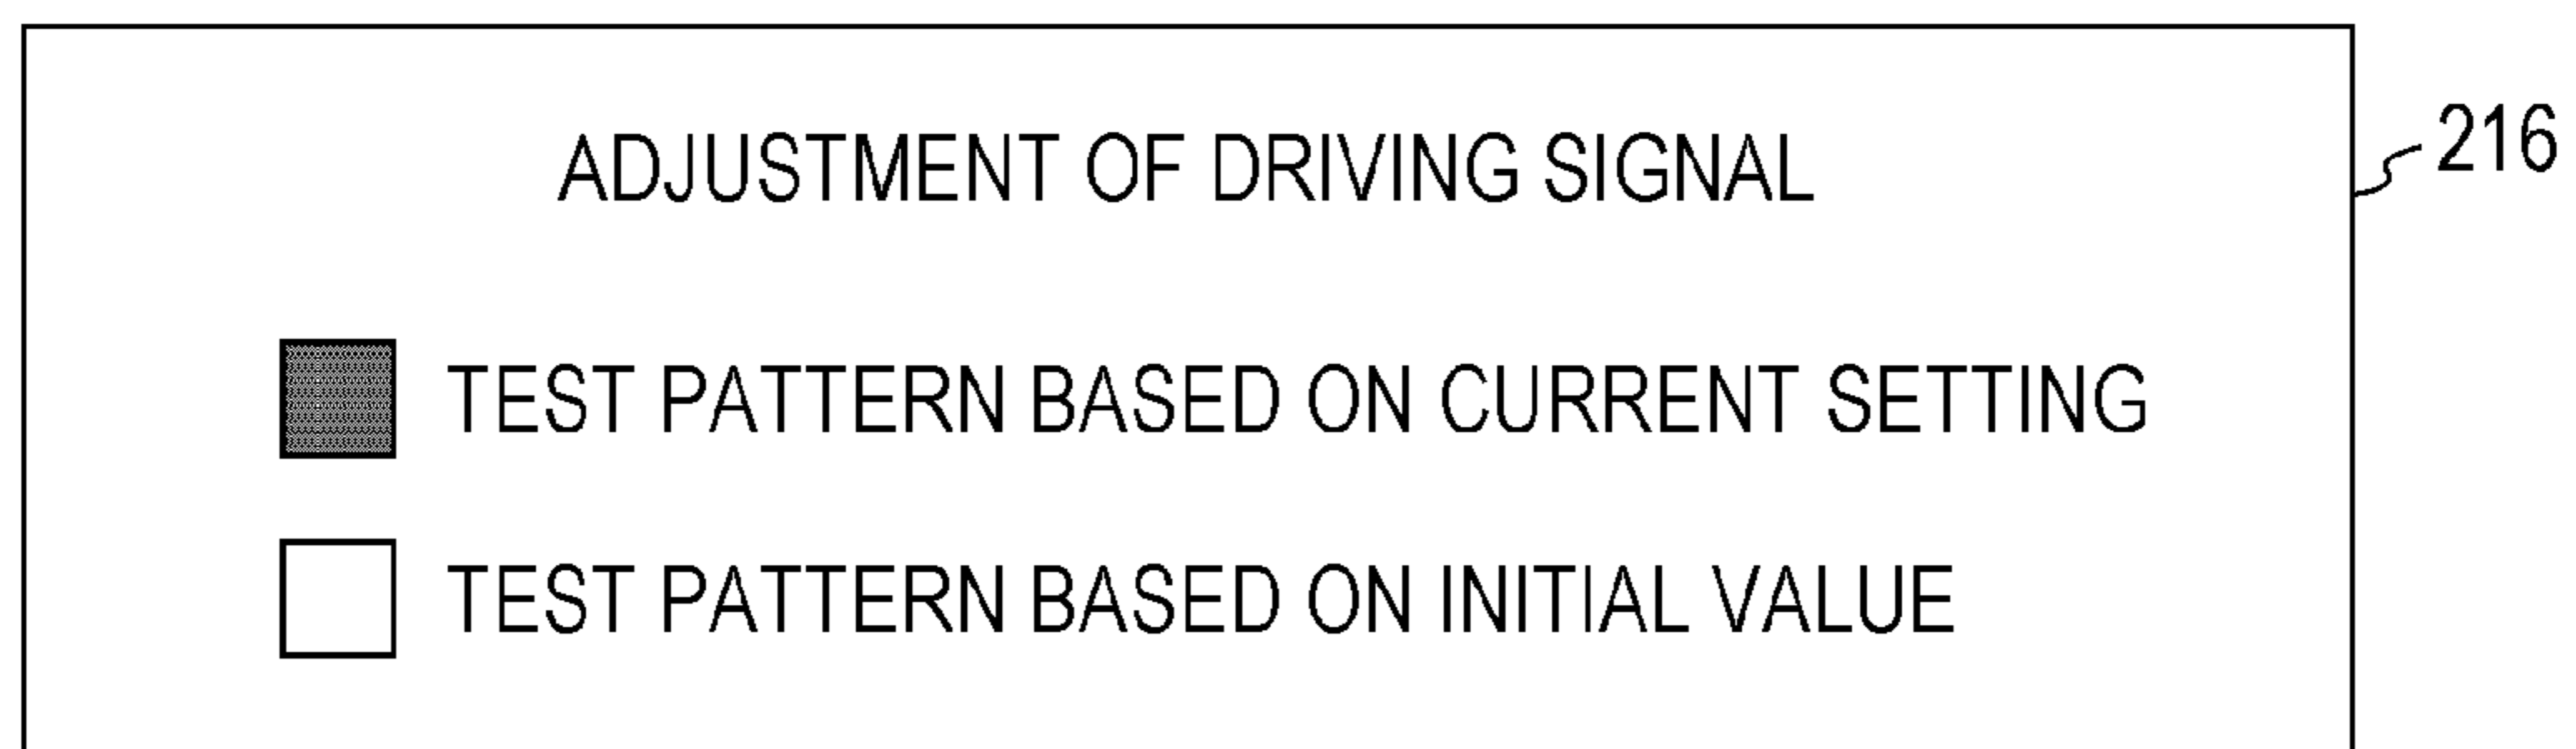 ADJUSTMENT OF DRIVING SIGNAL
216
TEST PATTERN BASED ON CURRENT SETTING
TEST PATTERN BASED ON INITIAL VALUE